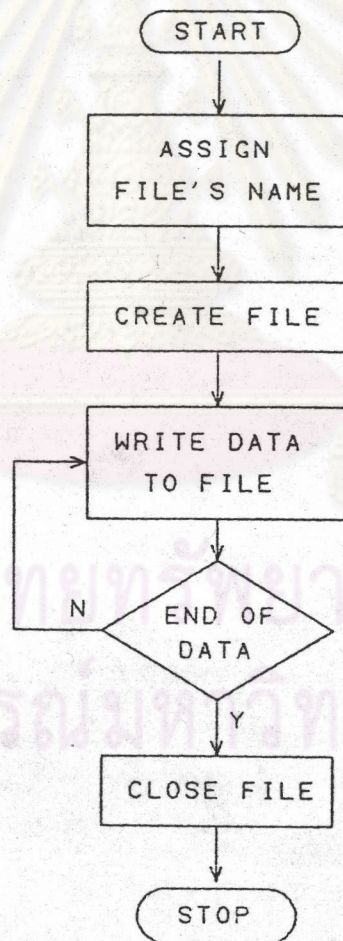 START
ASSIGN
FILE'S NAME
CREATE FILE
WRITE DATA
TO FILE
N
END OF
DATA
Y
CLOSE FILE
STOP